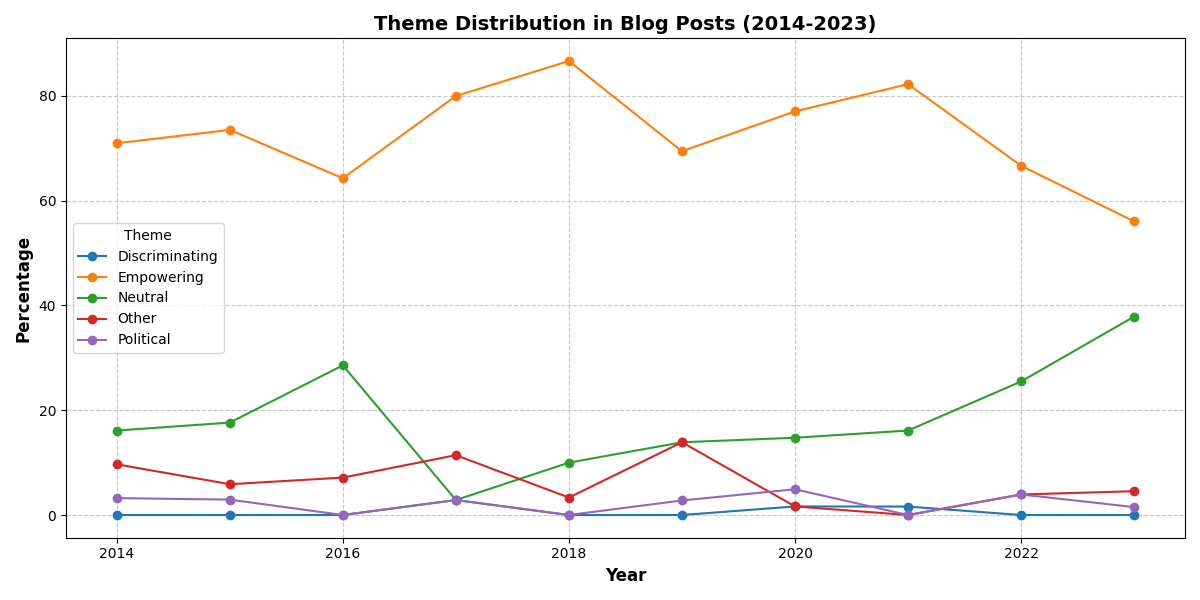 Theme Distribution in Blog Posts (2014-2023)
Percentage
80
60
40
20
0
Theme
Discriminating
Empowering
Neutral
Other
Political
2014
2016
2018
2020
2022
Year